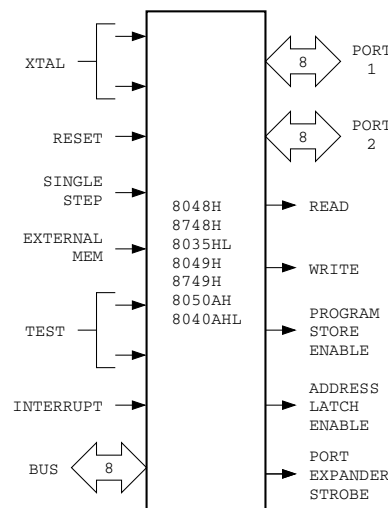 XTAL
RESET
SINGLE
STEP
EXTERNAL
MEM
TEST
INTERRUPT
BUS
8
8048H
8748H
8035HL
8049H
8749H
8050AH
8040AHL
8
PORT
1
8
PORT
2
READ
WRITE
PROGRAM
STORE
ENABLE
ADDRESS
LATCH
ENABLE
PORT
EXPANDER
STROBE